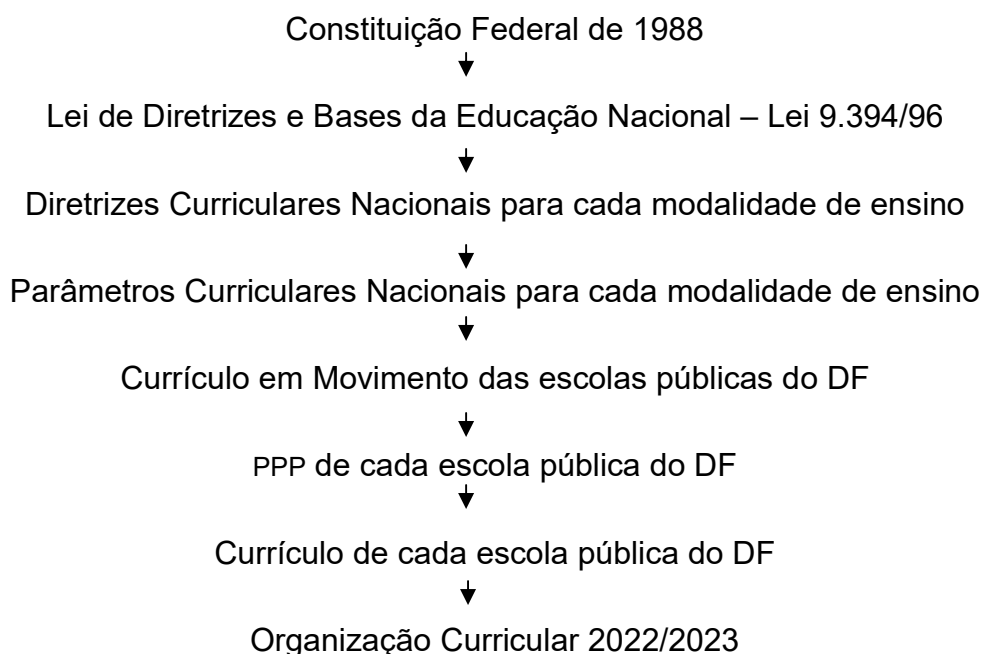 Constituição Federal de 1988
Lei de Diretrizes e Bases da Educação Nacional – Lei 9.394/96
Diretrizes Curriculares Nacionais para cada modalidade de ensino
Parâmetros Curriculares Nacionais para cada modalidade de ensino
Currículo em Movimento das escolas públicas do DF
PPP de cada escola pública do DF
Currículo de cada escola pública do DF
Organização Curricular 2022/2023